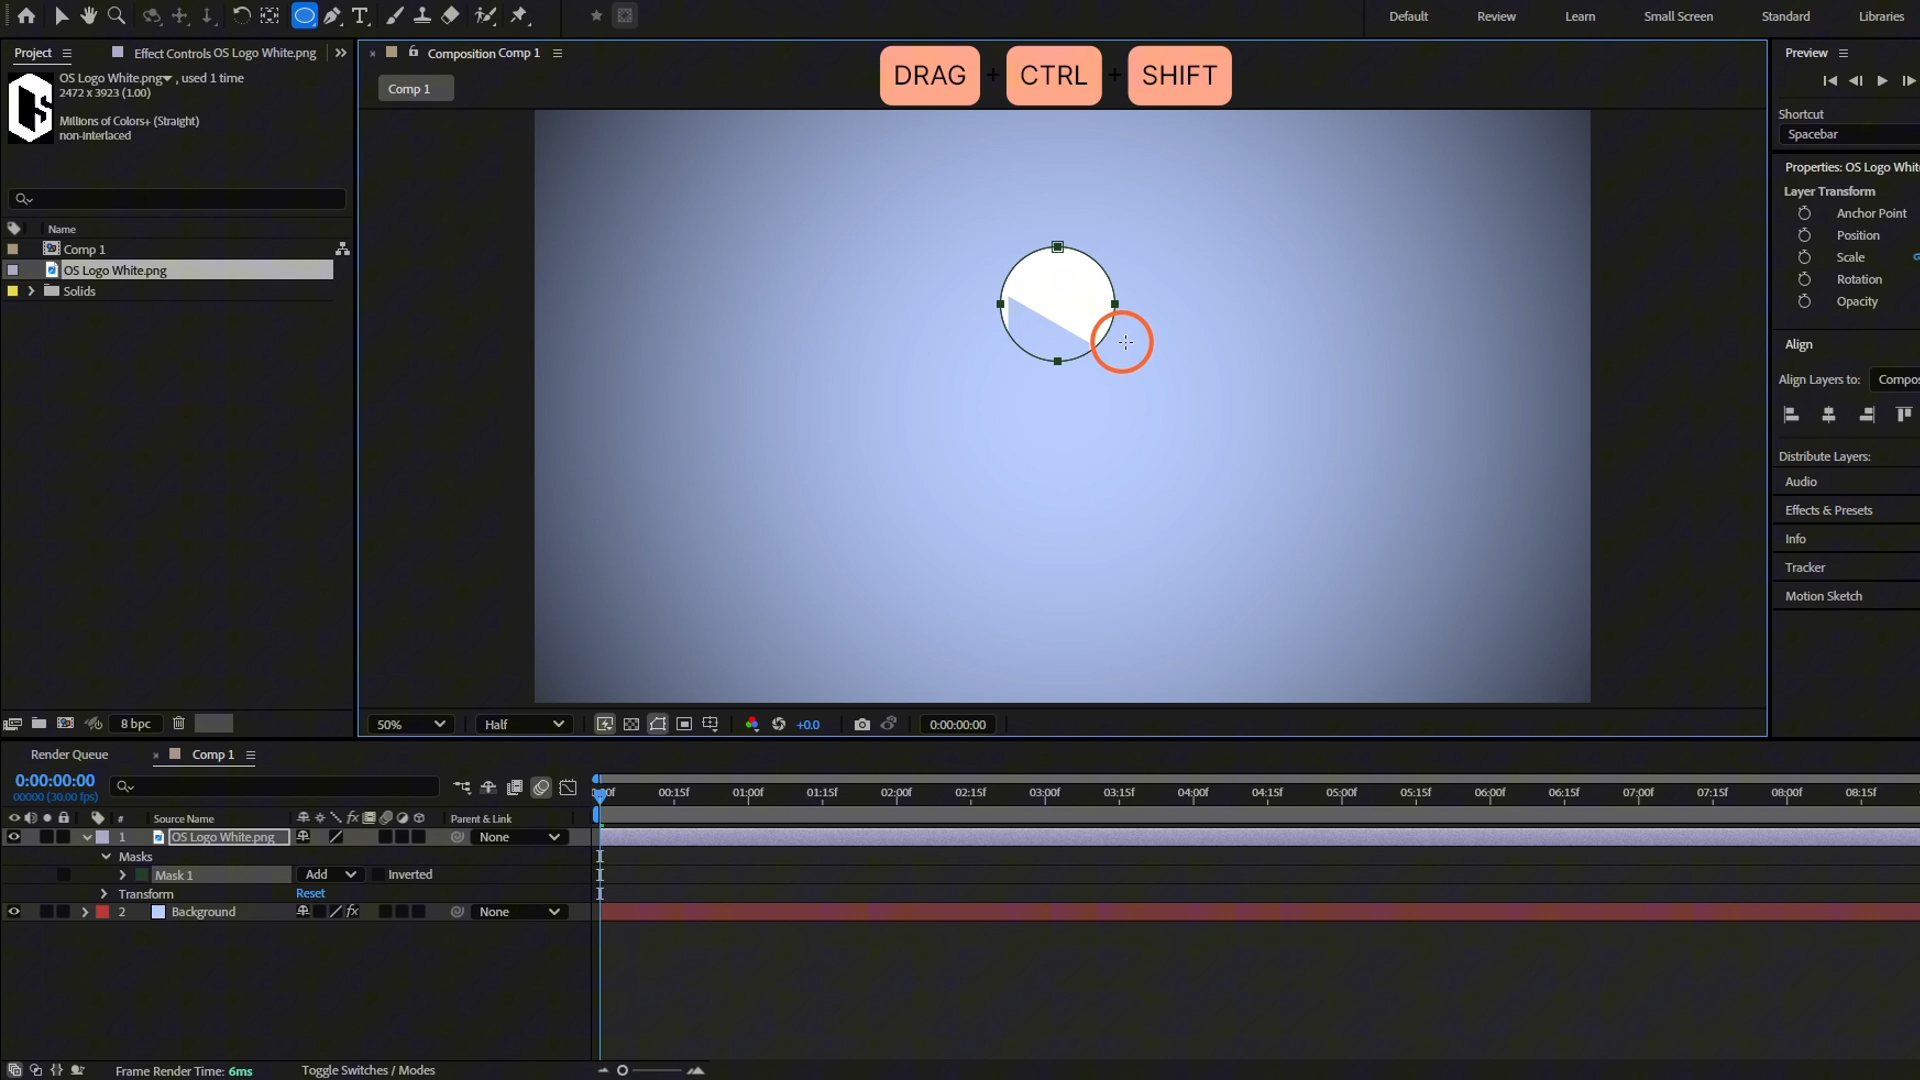 Default
Review
Learn
Small Screen
Standard
Libraries
Project
Effect Controls OS Logo White.png
OS Logo White.png , used 1 time
2472 x 3923 (1.00)
Millions of Colors+ (Straight)
non-interlaced
Name
Comp 1
OS Logo White.png
Solids
8 bpc
Composition Comp 1
Comp 1
DRAG + CTRL + SHIFT
50%
Half
+0.0
0:00:00:00
Preview
Shortcut
Spacebar
Properties: OS Logo Whit
Layer Transform
Anchor Point
Position
Scale
Rotation
Opacity
Align
Align Layers to: Compos
Distribute Layers:
Audio
Effects & Presets
Info
Tracker
Motion Sketch
Render Queue
Comp 1
0:00:00:00
00000 (30.00 fps)
00f 00:15f 01:00f 01:15f 02:00f 02:15f 03:00f 03:15f 04:00f 04:15f 05:00f 05:15f 06:00f 06:15f 07:00f 07:15f 08:00f 08:15f
# Source Name fx Parent & Link
1 OS Logo White.png None
Masks
Mask 1 Add Inverted
Transform Reset
2 Background fx None
Frame Render Time: 6ms
Toggle Switches / Modes